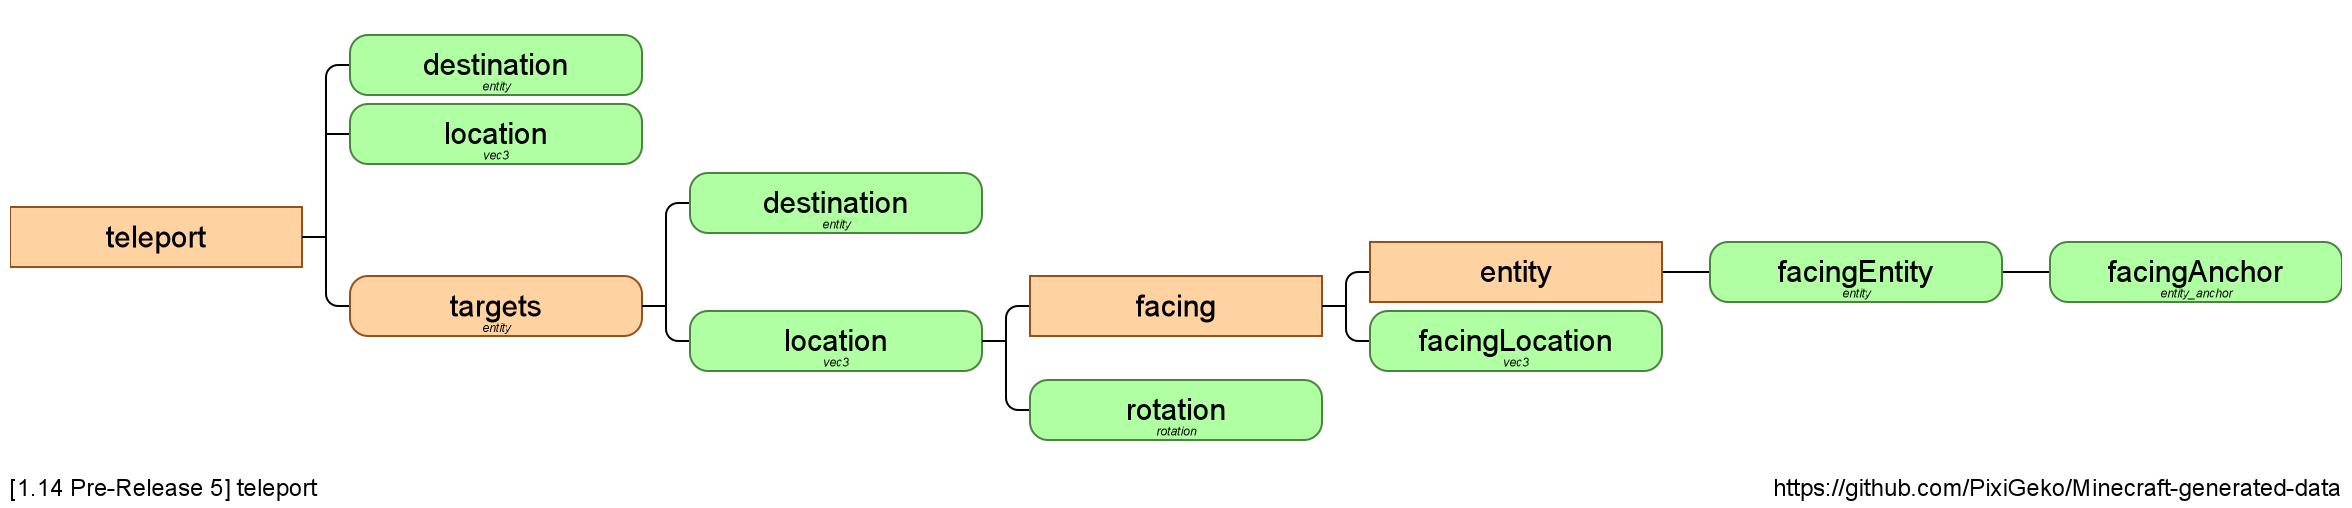 destination
entity
location
vec3
teleport
targets
entity
destination
entity
location
vec3
facing
rotation
rotation
entity
facingLocation
vec3
facingEntity
entity
facingAnchor
entity_anchor
[1.14 Pre-Release 5] teleport
https://github.com/PixiGeko/Minecraft-generated-data